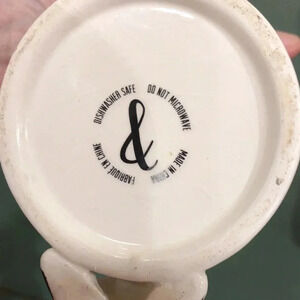 DISHWASHER SAFE
DO NOT MICROWAVE
MADE IN CHINA
FABRIQUÉ EN CHINE
&